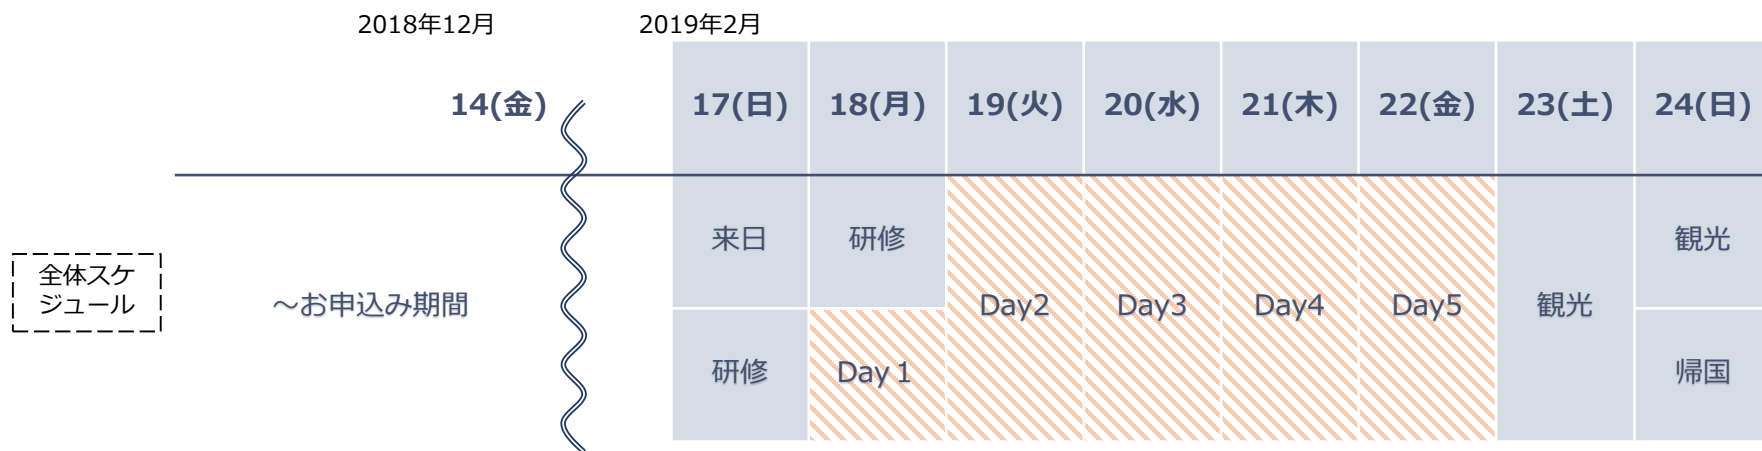 2018年12月
2019年2月
14(金)
17(日)
18(月)
19(火)
20(水)
21(木)
22(金)
23(土)
24(日)
全体スケ
ジュール
～お申込み期間
来日
研修
研修
Day 1
Day2
Day3
Day4
Day5
観光
観光
帰国